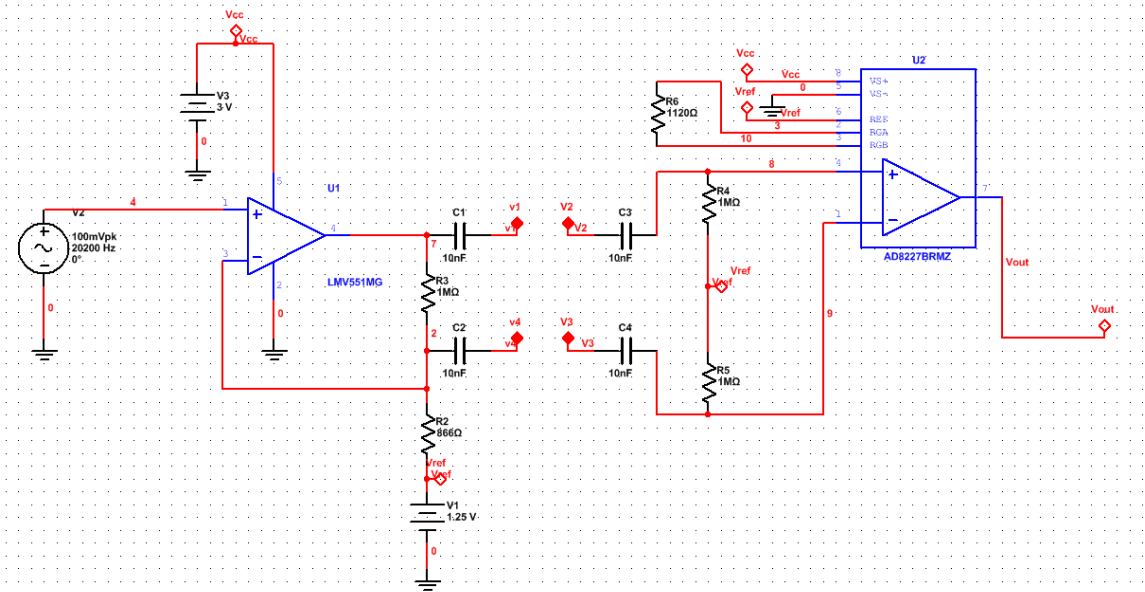 Vcc
Vcc
V3
3 V
0
5
U1
4
1
4
3
2
LMV551MG
V2
100mVpk
20200 Hz
0°
0
0
C1
7
10nF
v1
v1
R3
1MΩ
2
C2
10nF
v4
v4
R2
866Ω
Vref
Vref
V1
1.25 V
0
V2
V2
C3
10nF
V3
V3
C4
10nF
R4
1MΩ
Vref
Vref
R5
1MΩ
8
9
R6
1120Ω
Vcc
Vcc
0
Vref
Vref
3
10
U2
8
VS+
5
VS-
6
REF
2
RGA
3
RGB
4
1
7
AD8227BRMZ
Vout
Vout